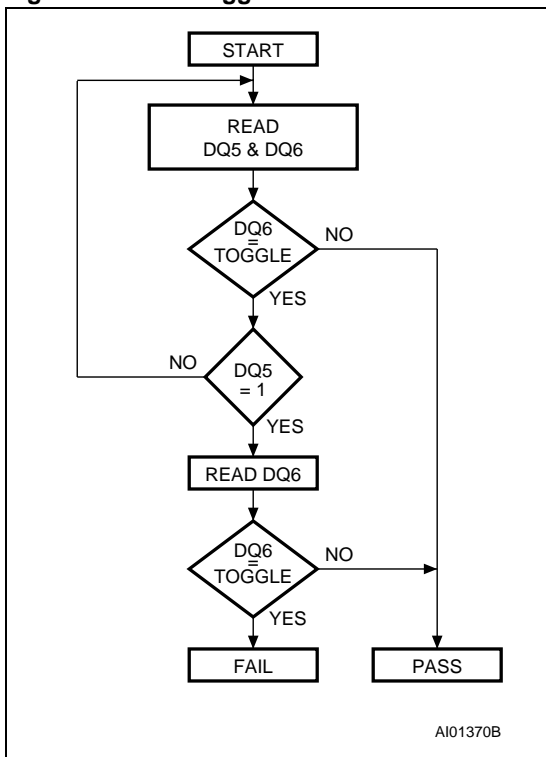 START
READ
DQ5 & DQ6
DQ6
=
TOGGLE
NO
YES
NO
DQ5
= 1
YES
READ DQ6
DQ6
=
TOGGLE
NO
YES
FAIL
PASS
AI01370B